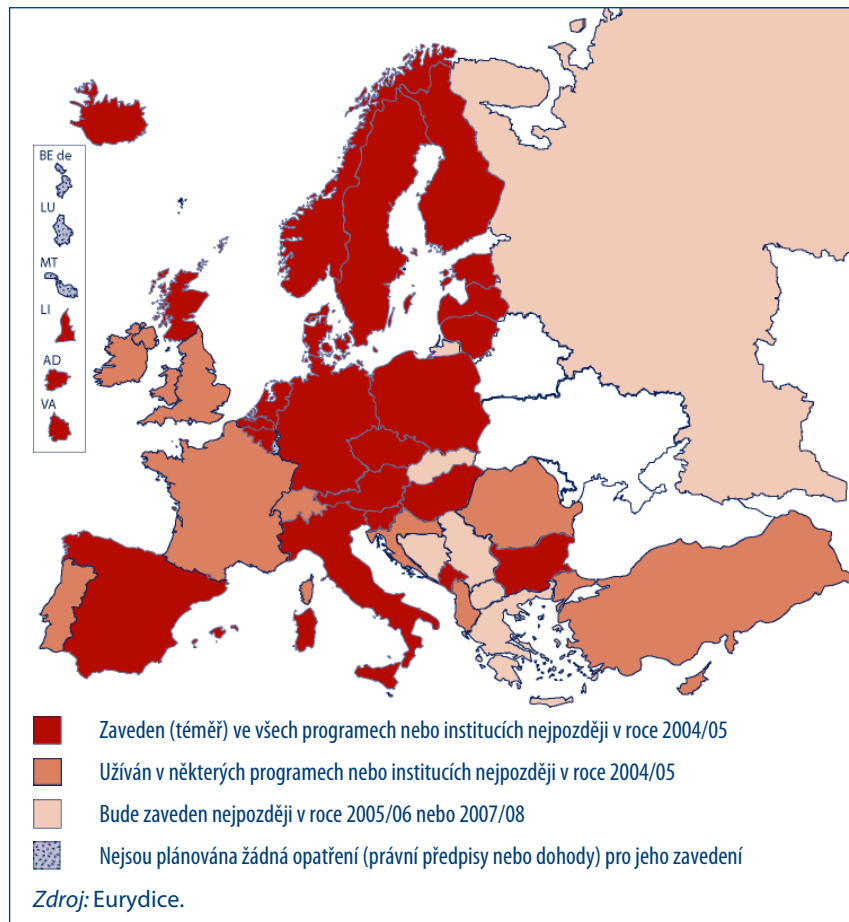 BE de
LU
MT
LI
AD
VA
Zaveden (téměř) ve všech programech nebo institucích nejpozději v roce 2004/05
Užíván v některých programech nebo institucích nejpozději v roce 2004/05
Bude zaveden nejpozději v roce 2005/06 nebo 2007/08
Nejsou plánována žádná opatření (právní předpisy nebo dohody) pro jeho zavedení
Zdroj: Eurydice.